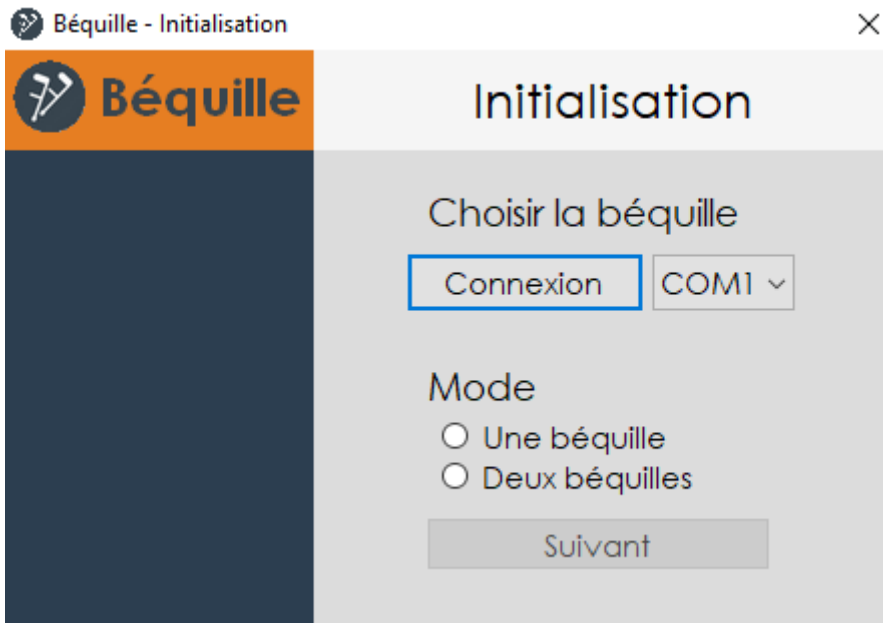 Béquille - Initialisation
Béquille
Initialisation
Choisir la béquille
Connexion COM1
Mode
Une béquille
Deux béquilles
Suivant